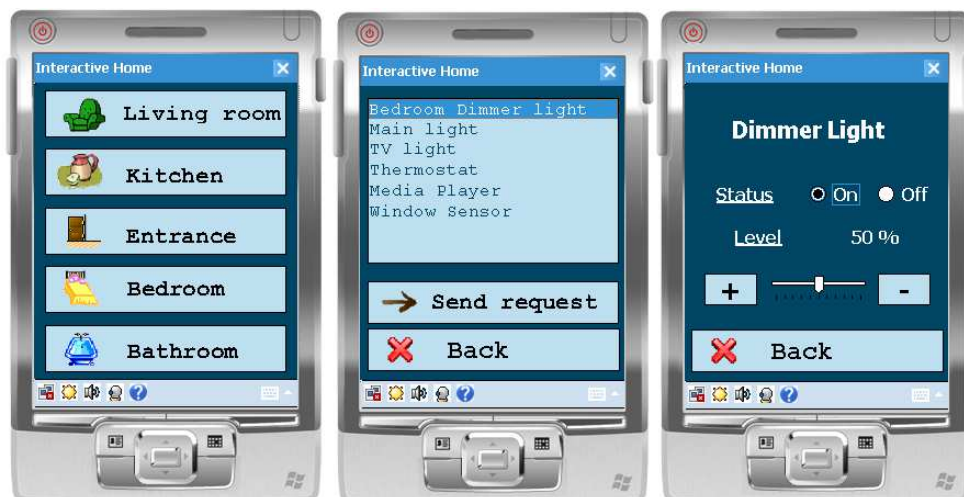 Interactive Home
Living room
Kitchen
Entrance
Bedroom
Bathroom
Interactive Home
Bedroom Dimmer light
Main light
TV light
Thermostat
Media Player
Window Sensor
Send request
Back
Interactive Home
Dimmer Light
Status On Off
Level 50 %
+ -
Back